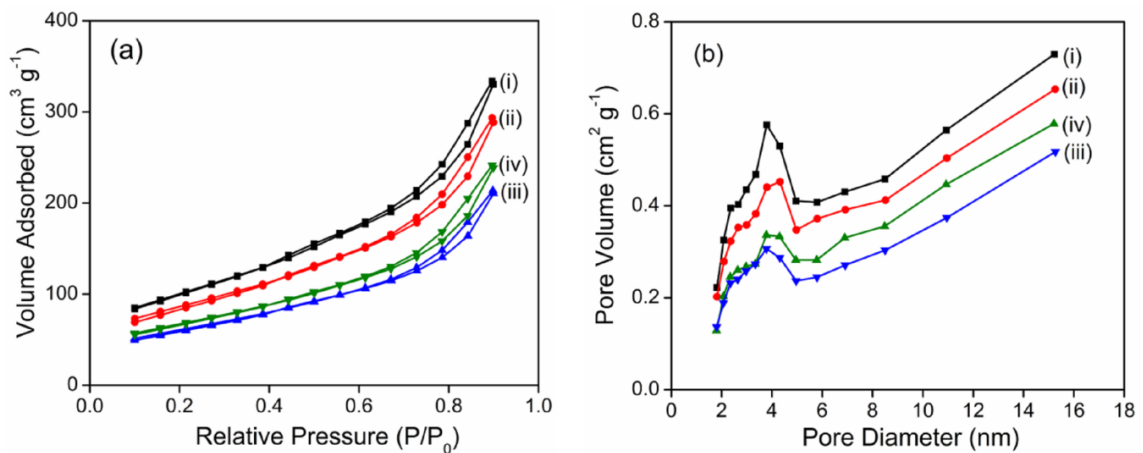 (a)
Volume Adsorbed (cm³ g⁻¹)
400
300
200
100
0
(i)
(ii)
(iv)
(iii)
0.0 0.2 0.4 0.6 0.8 1.0
Relative Pressure (P/P₀)
(b)
Pore Volume (cm² g⁻¹)
0.8
0.6
0.4
0.2
0.0
(i)
(ii)
(iv)
(iii)
0 2 4 6 8 10 12 14 16 18
Pore Diameter (nm)